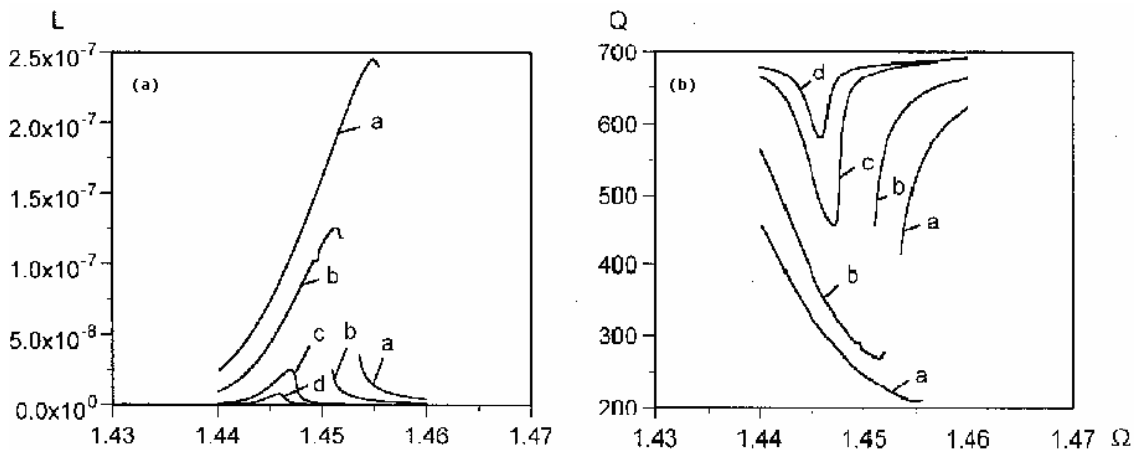 L
2.5x10⁻⁷
2.0x10⁻⁷
1.5x10⁻⁷
1.0x10⁻⁷
5.0x10⁻⁸
0.0x10⁰
(a)
a
b
c
d
b
a
1.43 1.44 1.45 1.46 1.47
Q
700
600
500
400
300
200
(b)
d
c
b
a
b
a
1.43 1.44 1.45 1.46 1.47 Ω